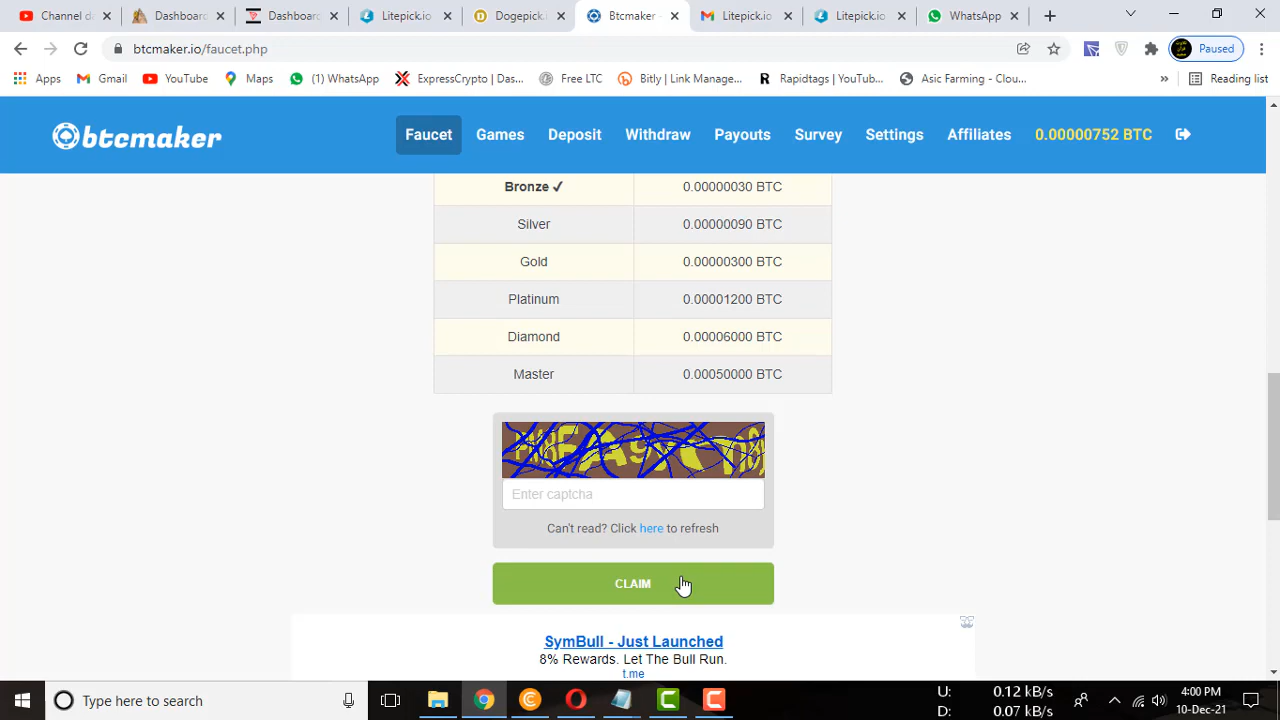 Channel da
Dashboard
Dashboard
Litepick.io
Dogepick.io
Btcmaker -
Litepick.io
Litepick.io
WhatsApp
btcmaker.io/faucet.php
Paused
Apps
Gmail
YouTube
Maps
(1) WhatsApp
ExpressCrypto | Das...
Free LTC
Bitly | Link Manage...
Rapidtags | YouTub...
Asic Farming - Clou...
»
Reading list
btcmaker
Faucet
Games
Deposit
Withdraw
Payouts
Survey
Settings
Affiliates
0.00000752 BTC
Bronze ✓ 0.00000030 BTC
Silver 0.00000090 BTC
Gold 0.00000300 BTC
Platinum 0.00001200 BTC
Diamond 0.00006000 BTC
Master 0.00050000 BTC
Enter captcha
Can't read? Click here to refresh
CLAIM
SymBull - Just Launched
8% Rewards. Let The Bull Run.
t.me
Type here to search
U: 0.12 kB/s
D: 0.07 kB/s
4:00 PM
10-Dec-21